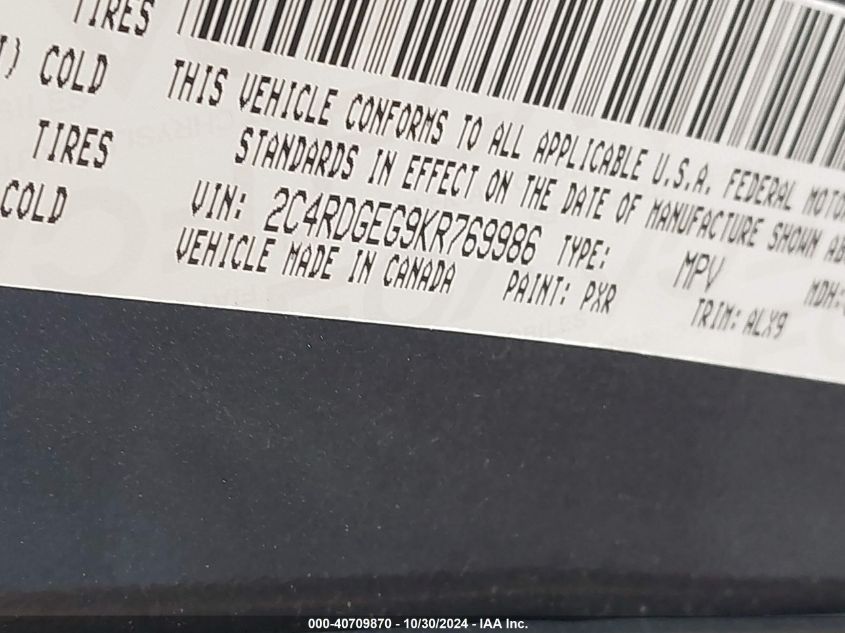 TIRES
COLD
THIS VEHICLE CONFORMS TO ALL APPLICABLE U.S.A. FEDERAL MOTOR
TIRES
STANDARDS IN EFFECT ON THE DATE OF MANUFACTURE SHOWN AB
COLD
VIN: 2C4RDGEG9KR769986 TYPE: MPV MDH:
VEHICLE MADE IN CANADA PAINT: PXR TRIM: ALX9
000-40709870 - 10/30/2024 - IAA Inc.